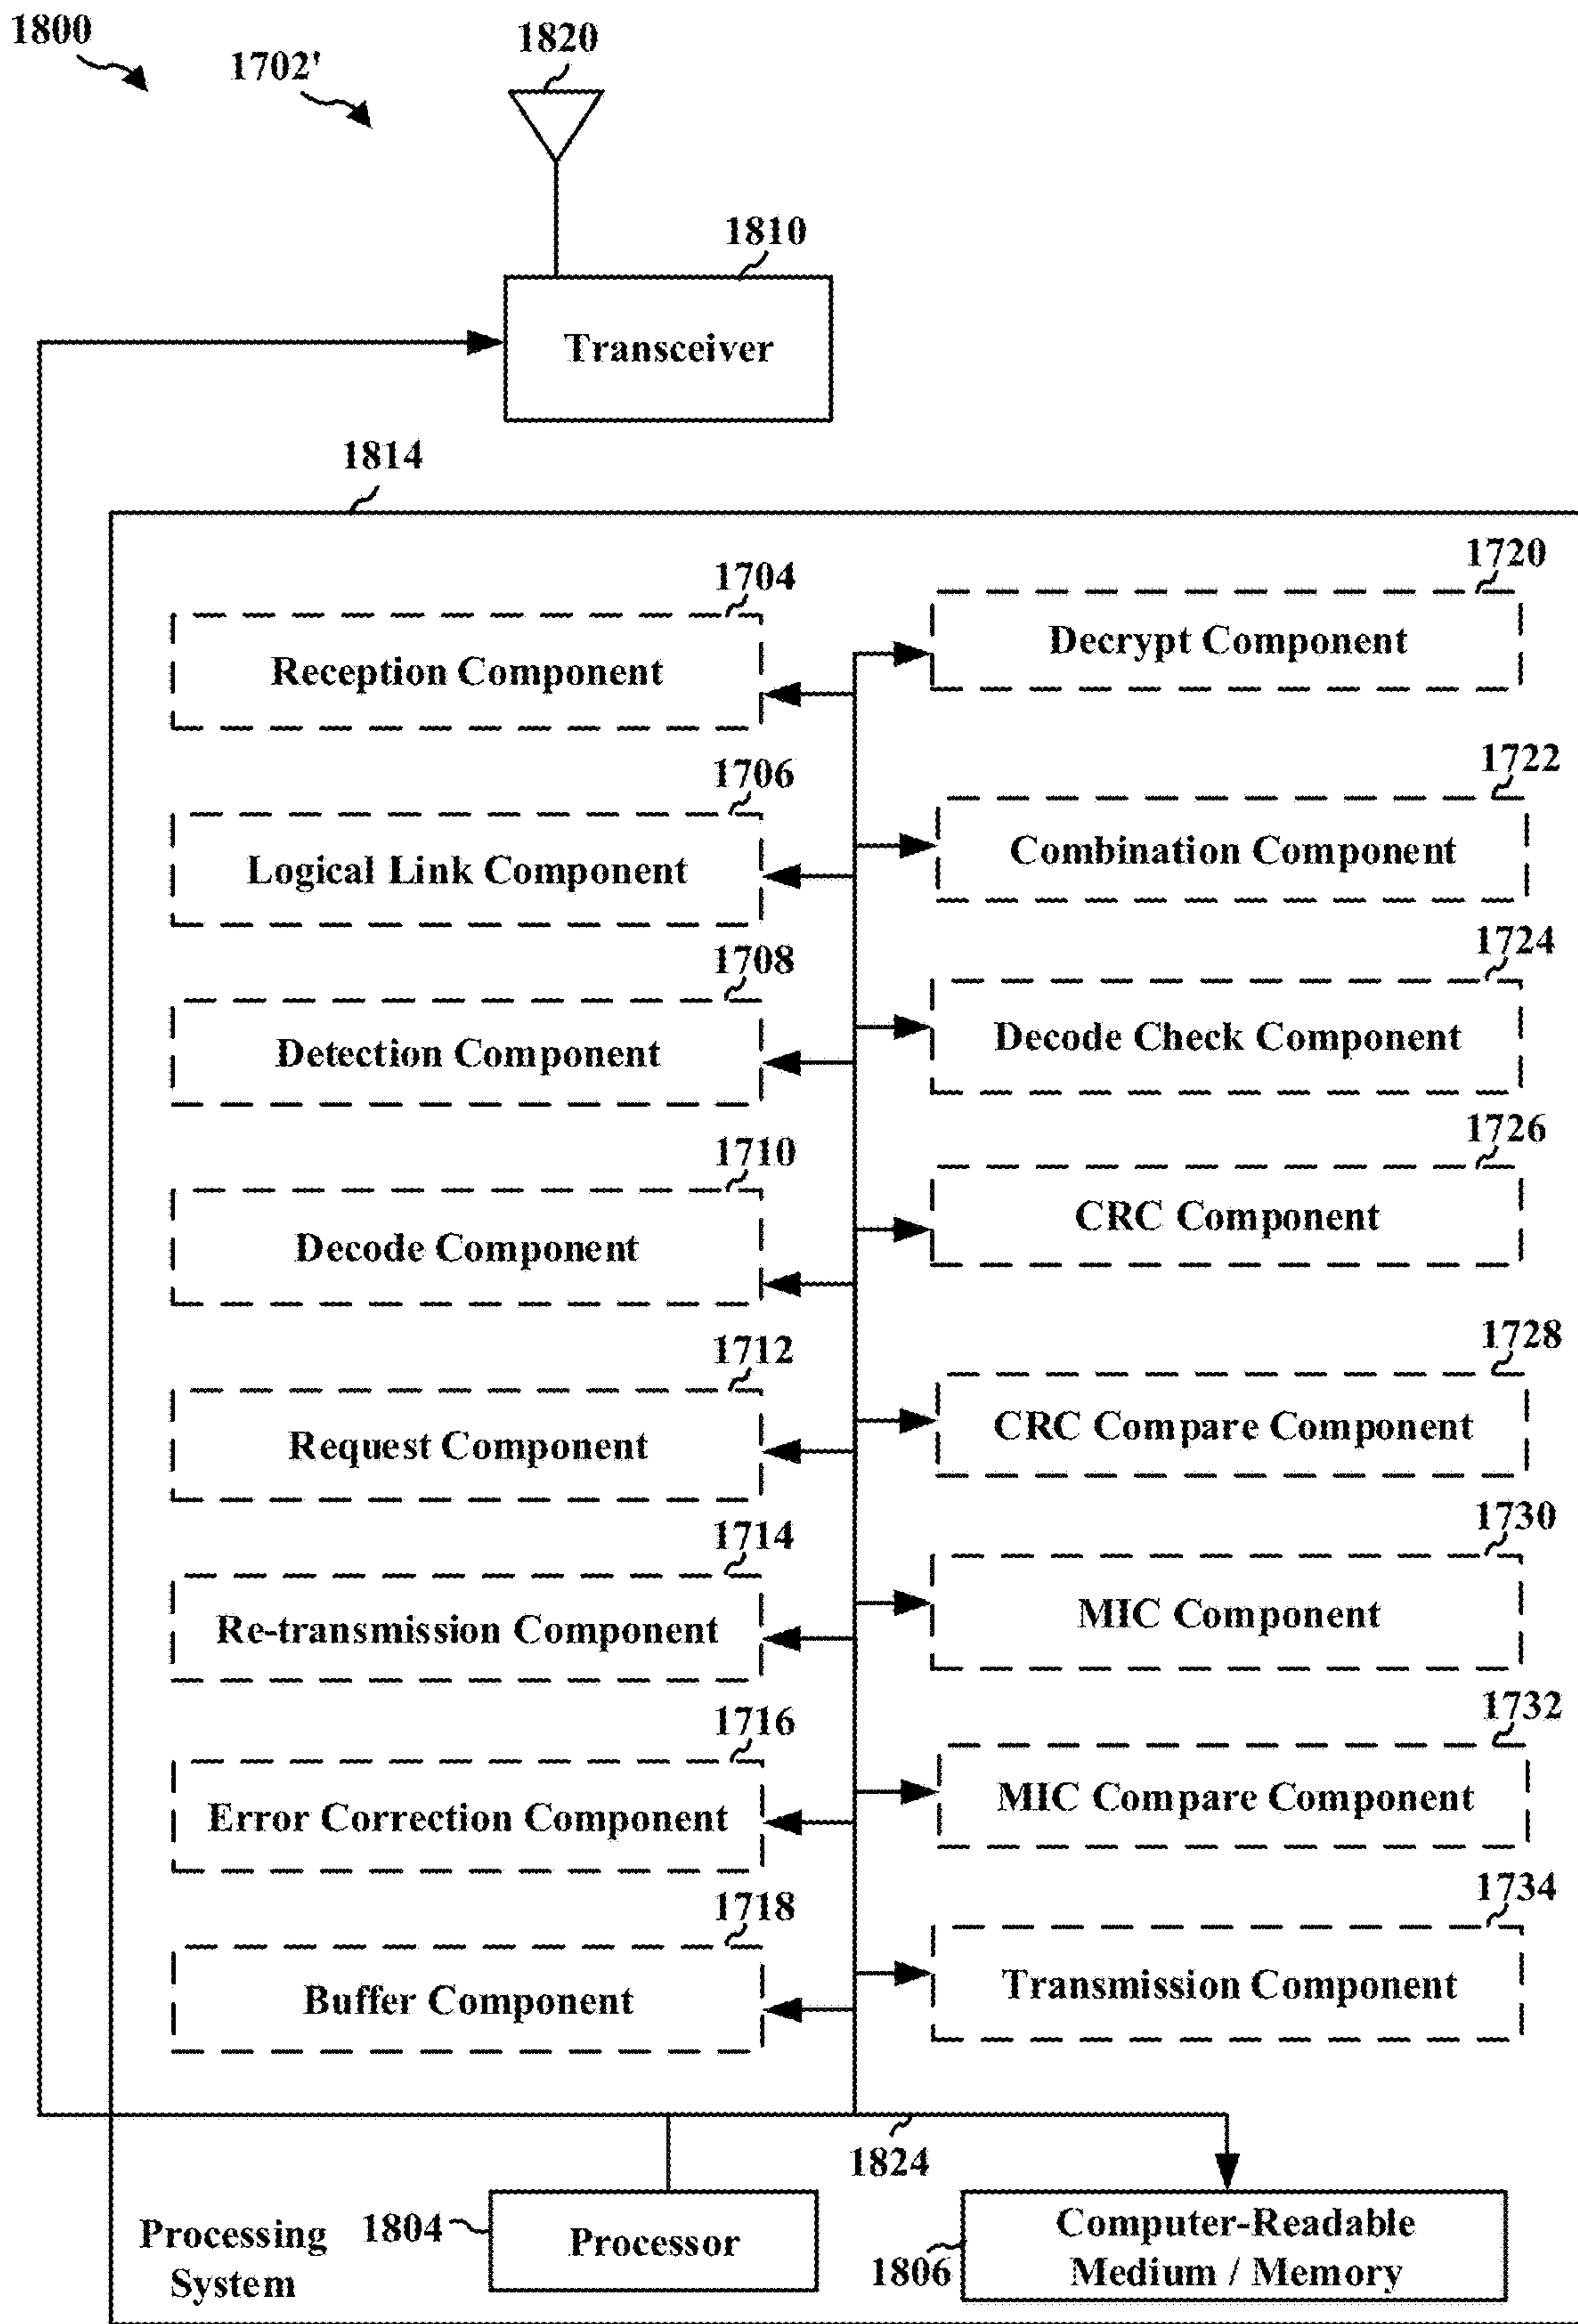 1800
1702'
1820
1810
Transceiver
1814
1704
Reception Component
1720
Decrypt Component
1706
Logical Link Component
1722
Combination Component
1708
Detection Component
1724
Decode Check Component
1710
Decode Component
1726
CRC Component
1712
Request Component
1728
CRC Compare Component
1714
Re-transmission Component
1730
MIC Component
1716
Error Correction Component
1732
MIC Compare Component
1718
Buffer Component
1734
Transmission Component
1824
Processing
System
1804
Processor
1806
Computer-Readable
Medium / Memory